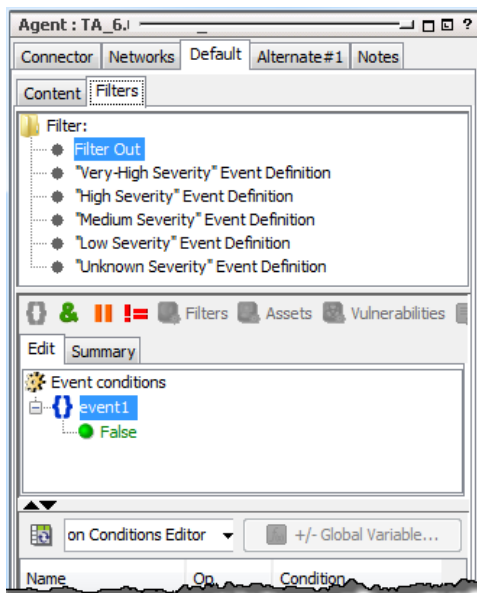 Agent : TA_6. ?
Connector Networks Default Alternate#1 Notes
Content Filters
Filter:
Filter Out
"Very-High Severity" Event Definition
"High Severity" Event Definition
"Medium Severity" Event Definition
"Low Severity" Event Definition
"Unknown Severity" Event Definition
{} & || != Filters Assets Vulnerabilities
Edit Summary
Event conditions
{} event1
False
on Conditions Editor +/- Global Variable...
Name Op Condition